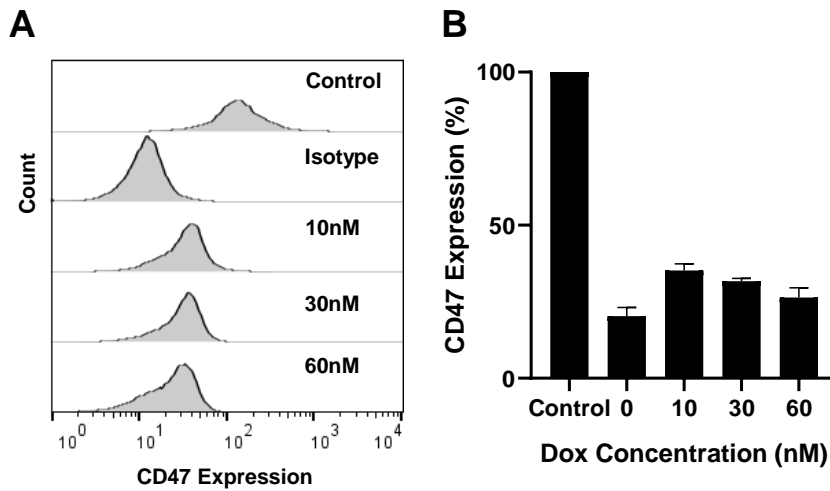 A
Control
Isotype
10nM
30nM
60nM
Count
10^0 10^1 10^2 10^3 10^4
CD47 Expression
B
CD47 Expression (%)
100
50
0
Control 0 10 30 60
Dox Concentration (nM)